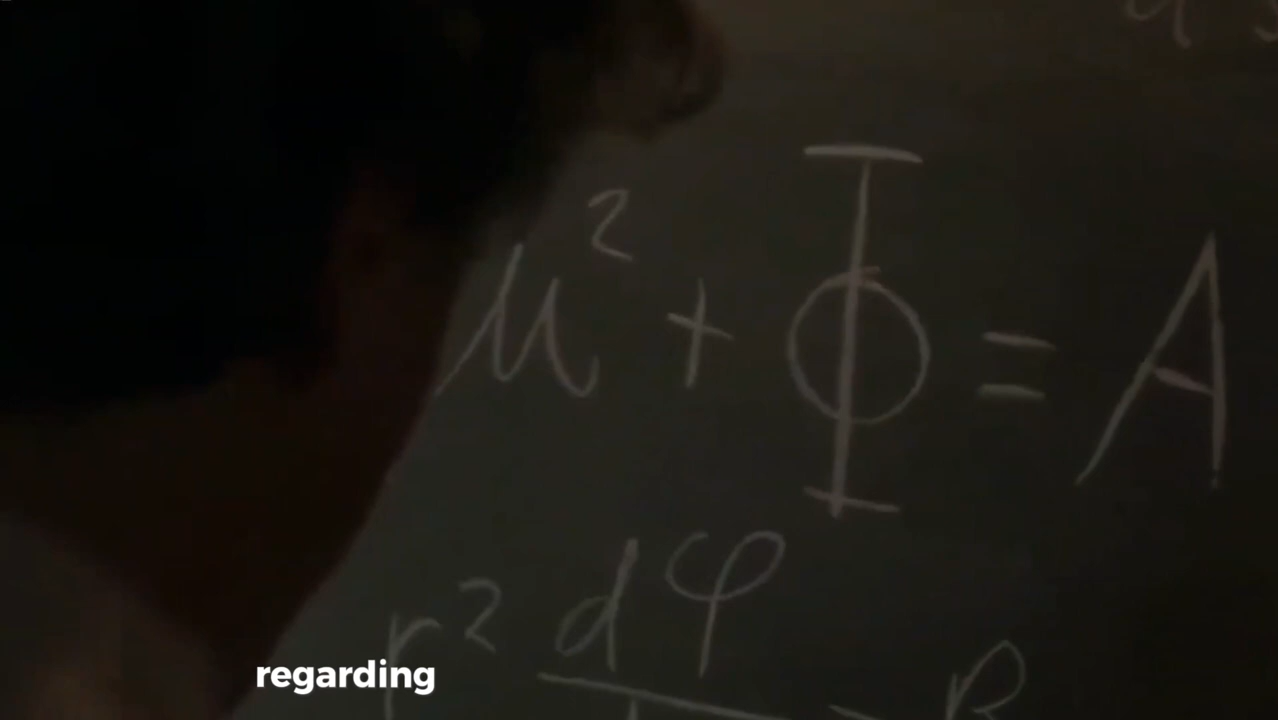 u² + Φ = A
r² dφ
regarding